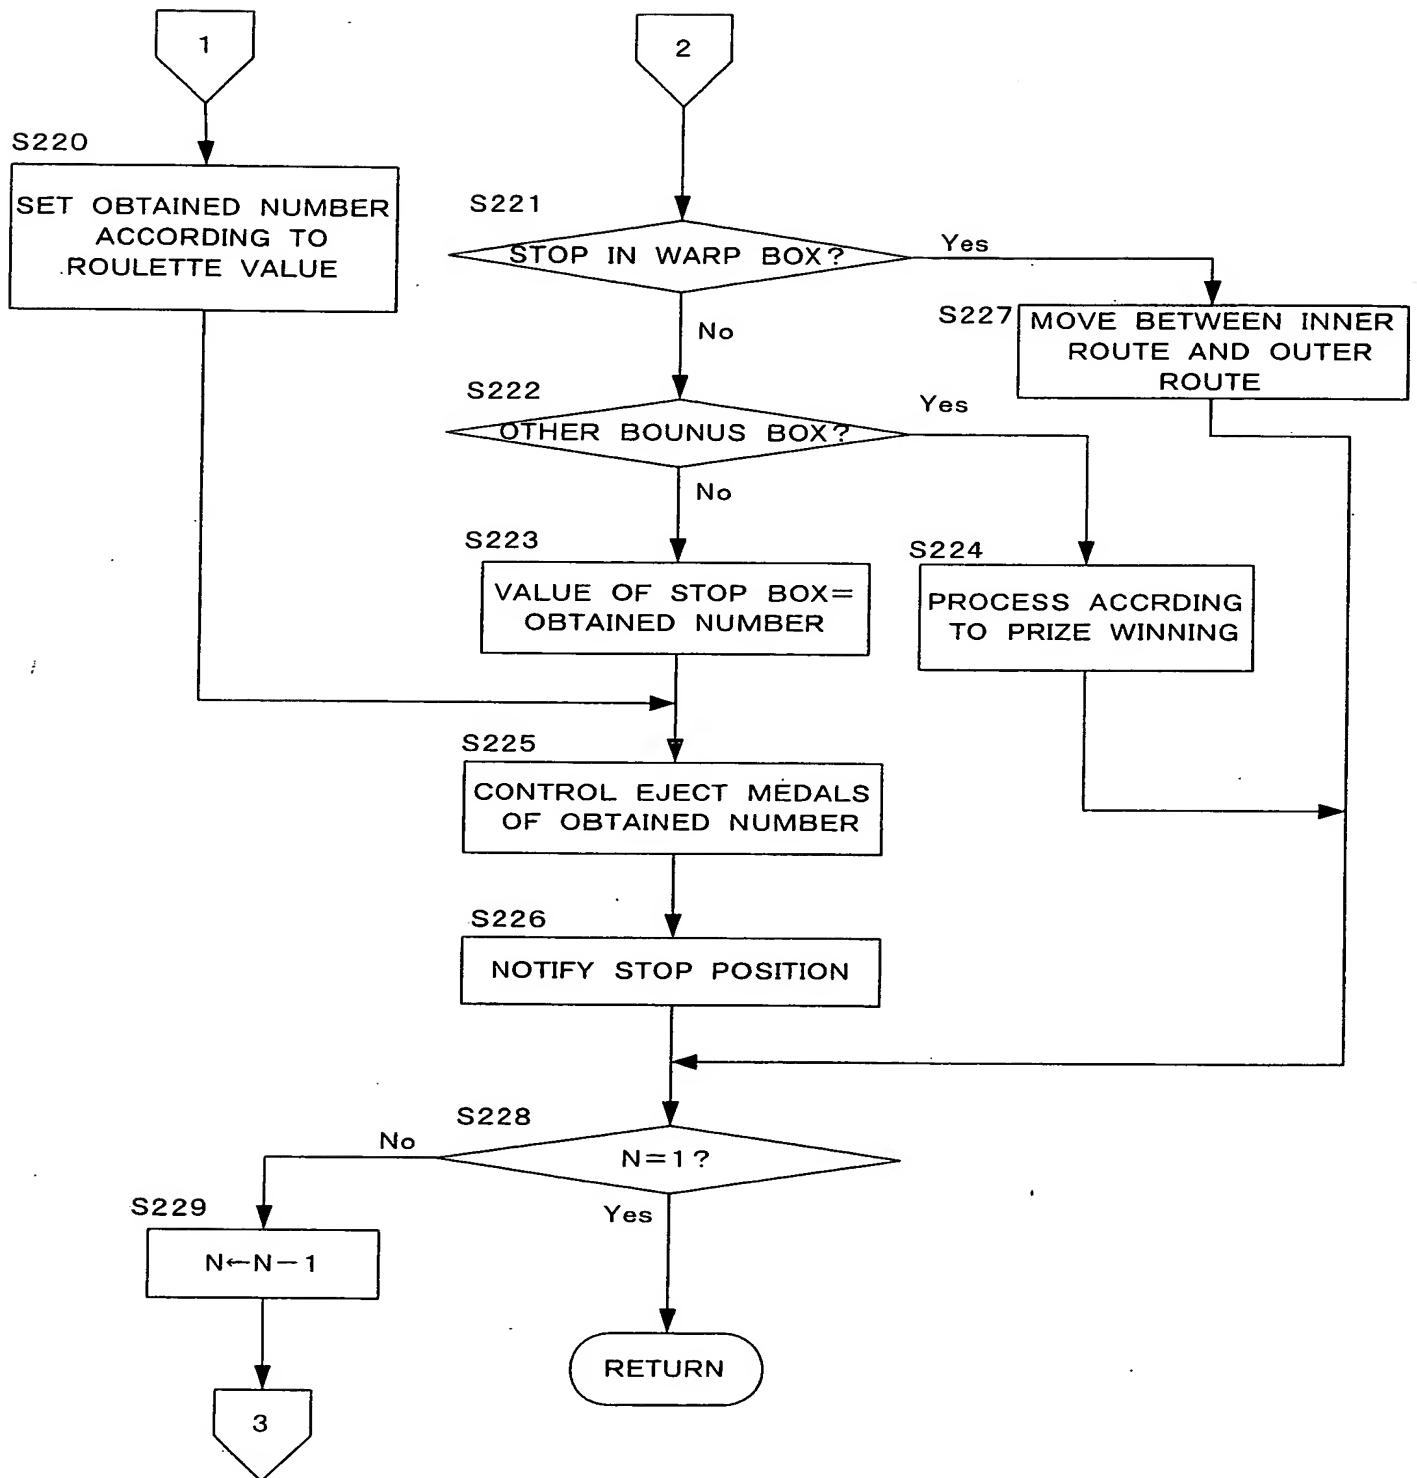 1
2
S220
SET OBTAINED NUMBER
ACCORDING TO
ROULETTE VALUE
S221
STOP IN WARP BOX?
Yes
No
S227
MOVE BETWEEN INNER
ROUTE AND OUTER
ROUTE
S222
OTHER BOUNUS BOX?
Yes
No
S223
VALUE OF STOP BOX=
OBTAINED NUMBER
S224
PROCESS ACCRDING
TO PRIZE WINNING
S225
CONTROL EJECT MEDALS
OF OBTAINED NUMBER
S226
NOTIFY STOP POSITION
S228
N=1?
No
Yes
S229
N←N−1
RETURN
3